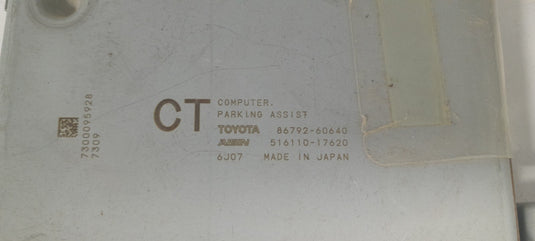 CT
COMPUTER.
PARKING ASSIST
TOYOTA 86792-60640
AISIN 516110-17620
6J07 MADE IN JAPAN
7300095928
7309